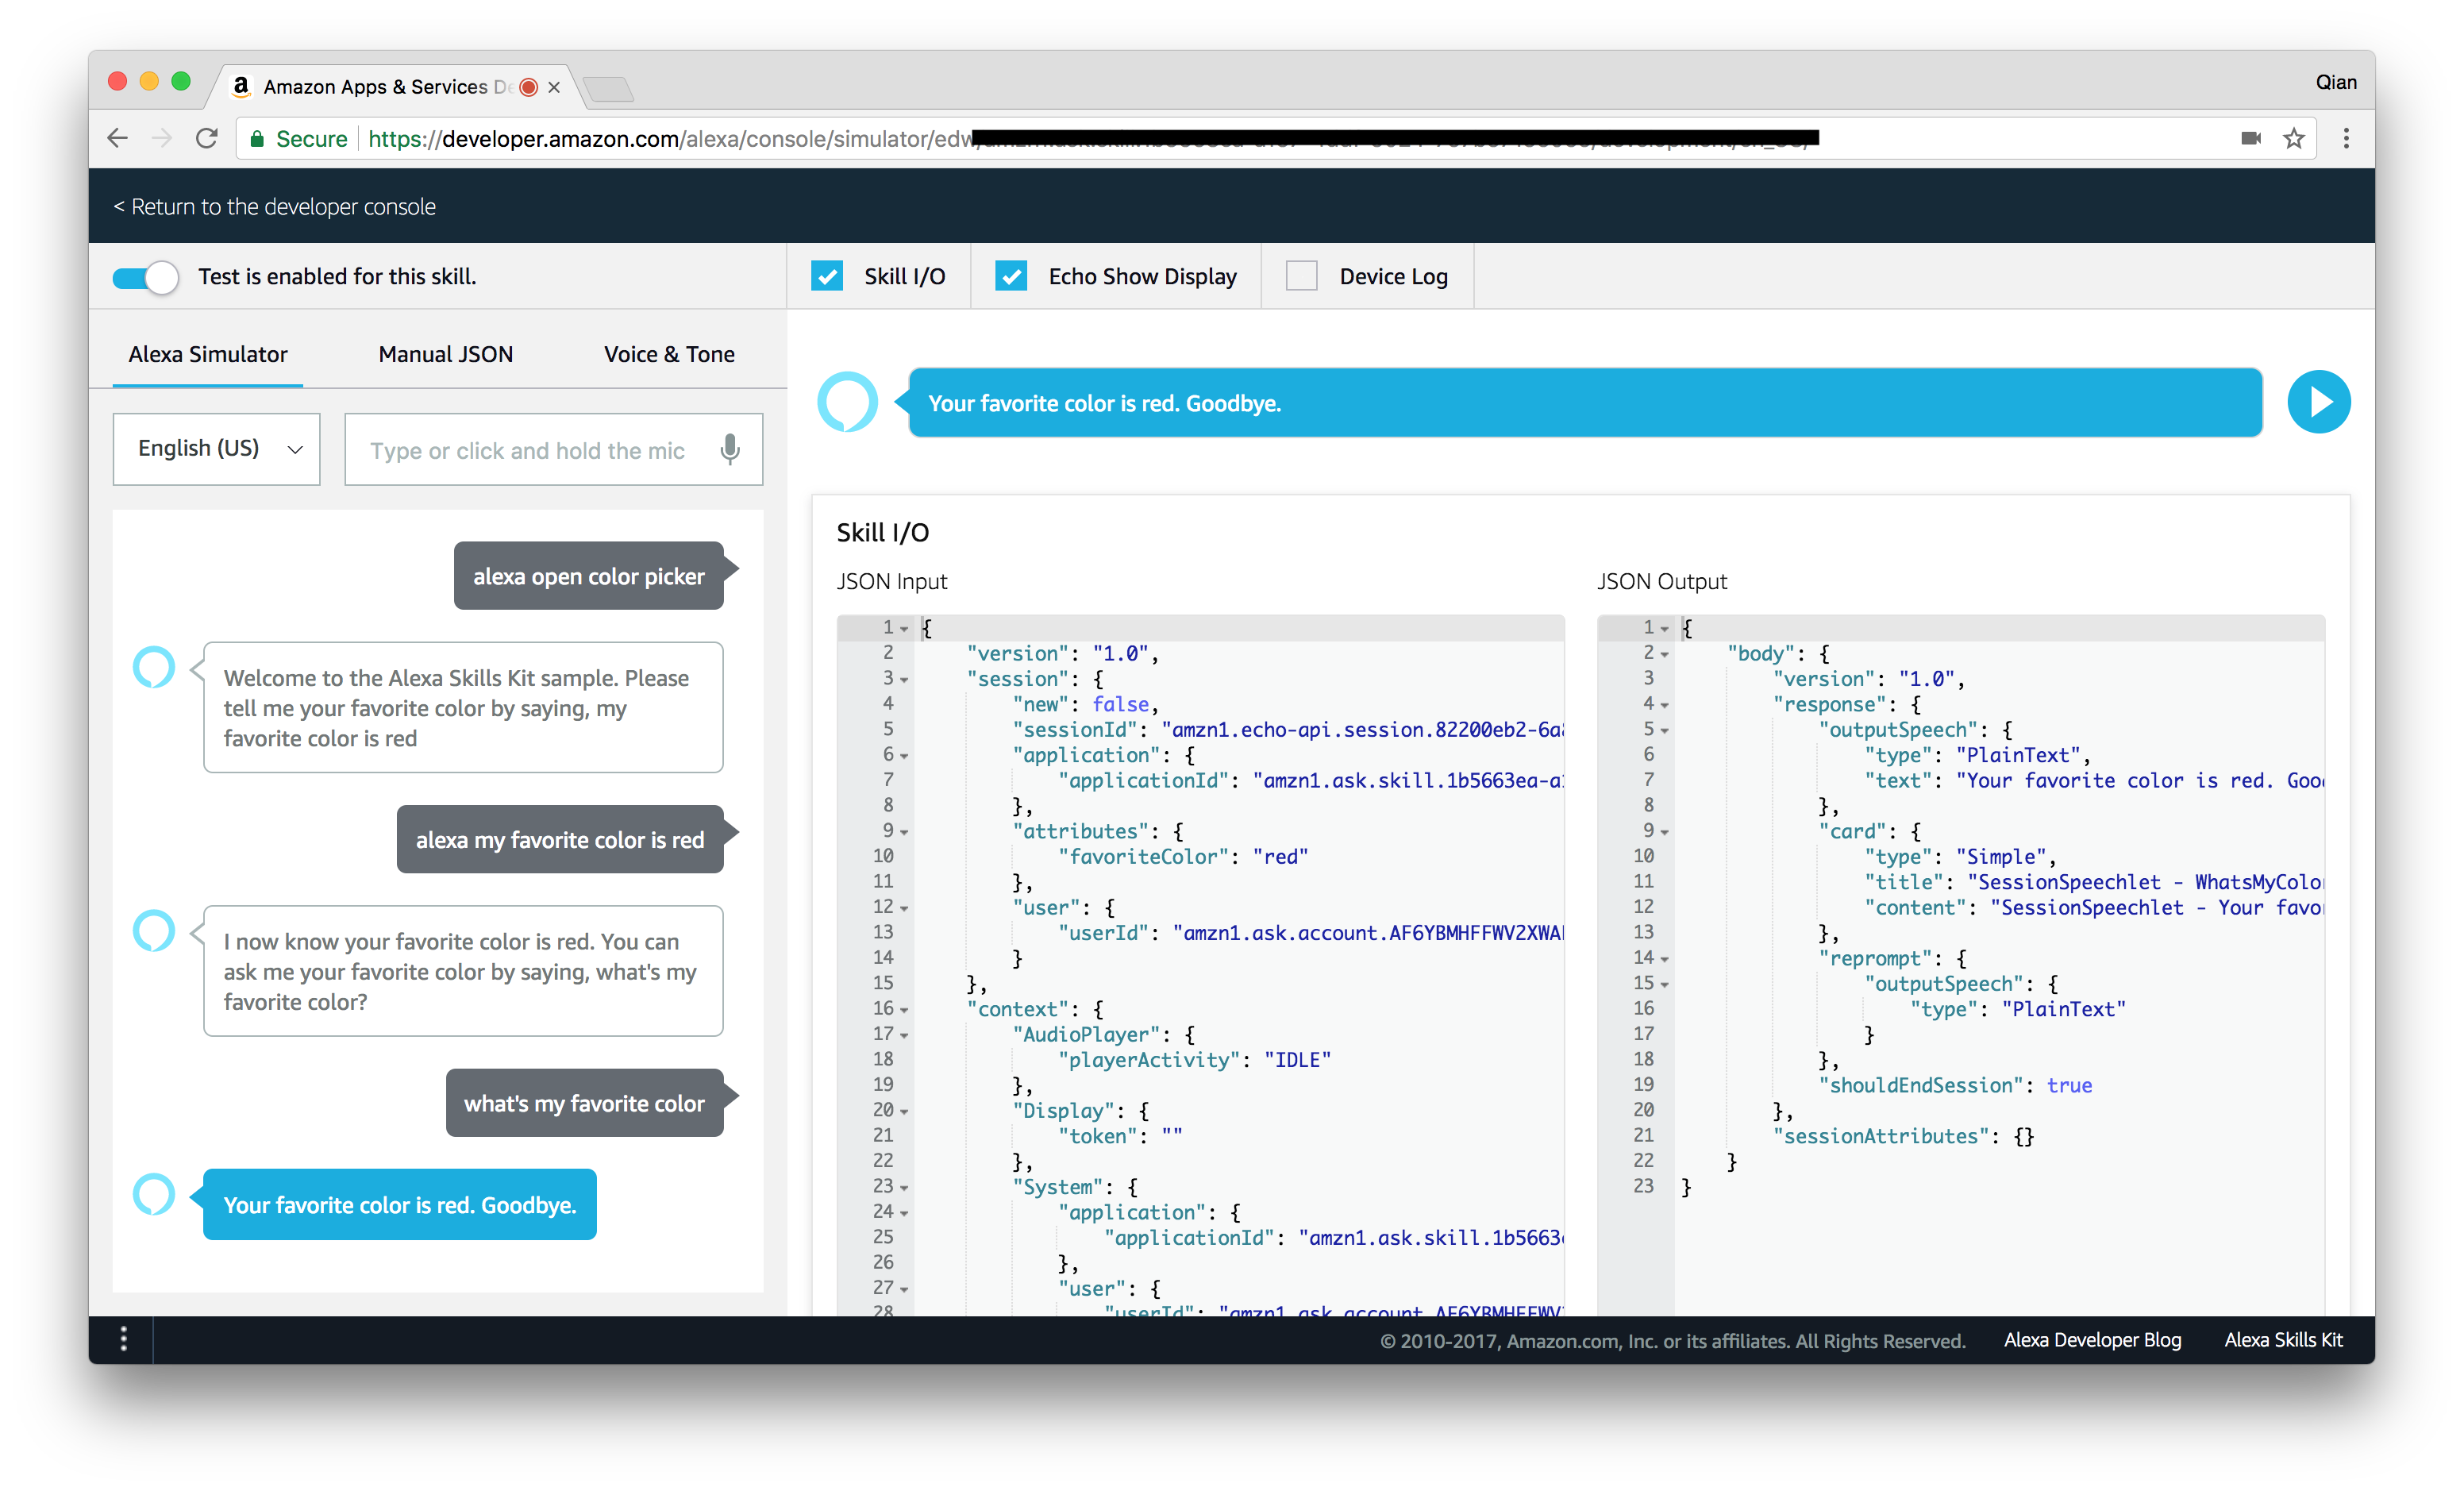 Amazon Apps & Services De
Qian
Secure https://developer.amazon.com/alexa/console/simulator/edw
< Return to the developer console
Test is enabled for this skill.
Skill I/O
Echo Show Display
Device Log
Alexa Simulator
Manual JSON
Voice & Tone
English (US)
Type or click and hold the mic
alexa open color picker
Welcome to the Alexa Skills Kit sample. Please
tell me your favorite color by saying, my
favorite color is red
alexa my favorite color is red
I now know your favorite color is red. You can
ask me your favorite color by saying, what's my
favorite color?
what's my favorite color
Your favorite color is red. Goodbye.
Your favorite color is red. Goodbye.
Skill I/O
JSON Input
1 {
2 "version": "1.0",
3 "session": {
4 "new": false,
5 "sessionId": "amzn1.echo-api.session.82200eb2-6a
6 "application": {
7 "applicationId": "amzn1.ask.skill.1b5663ea-a
8 },
9 "attributes": {
10 "favoriteColor": "red"
11 },
12 "user": {
13 "userId": "amzn1.ask.account.AF6YBMHFFWV2XWA
14 }
15 },
16 "context": {
17 "AudioPlayer": {
18 "playerActivity": "IDLE"
19 },
20 "Display": {
21 "token": ""
22 },
23 "System": {
24 "application": {
25 "applicationId": "amzn1.ask.skill.1b5663
26 },
27 "user": {
28 "userId": "amzn1.ask.account.AF6YBMHFFWV
JSON Output
1 {
2 "body": {
3 "version": "1.0",
4 "response": {
5 "outputSpeech": {
6 "type": "PlainText",
7 "text": "Your favorite color is red. Goo
8 },
9 "card": {
10 "type": "Simple",
11 "title": "SessionSpeechlet - WhatsMyColo
12 "content": "SessionSpeechlet - Your favo
13 },
14 "reprompt": {
15 "outputSpeech": {
16 "type": "PlainText"
17 }
18 },
19 "shouldEndSession": true
20 },
21 "sessionAttributes": {}
22 }
23 }
© 2010-2017, Amazon.com, Inc. or its affiliates. All Rights Reserved.
Alexa Developer Blog
Alexa Skills Kit